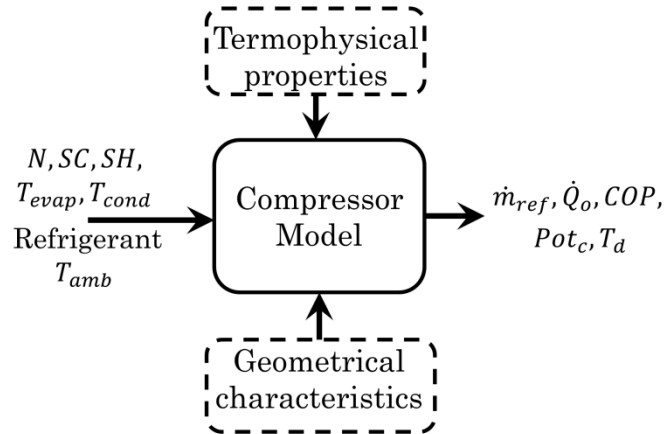 Termophysical
properties
N, SC, SH,
T_evap, T_cond
Refrigerant
T_amb
Compressor
Model
ṁ_ref, Q̇_o, COP,
Pot_c, T_d
Geometrical
characteristics